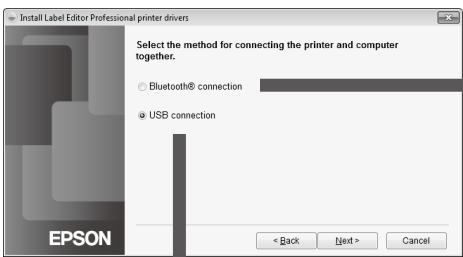 Install Label Editor Professional printer drivers
Select the method for connecting the printer and computer
together.
Bluetooth® connection
USB connection
EPSON
< Back
Next >
Cancel